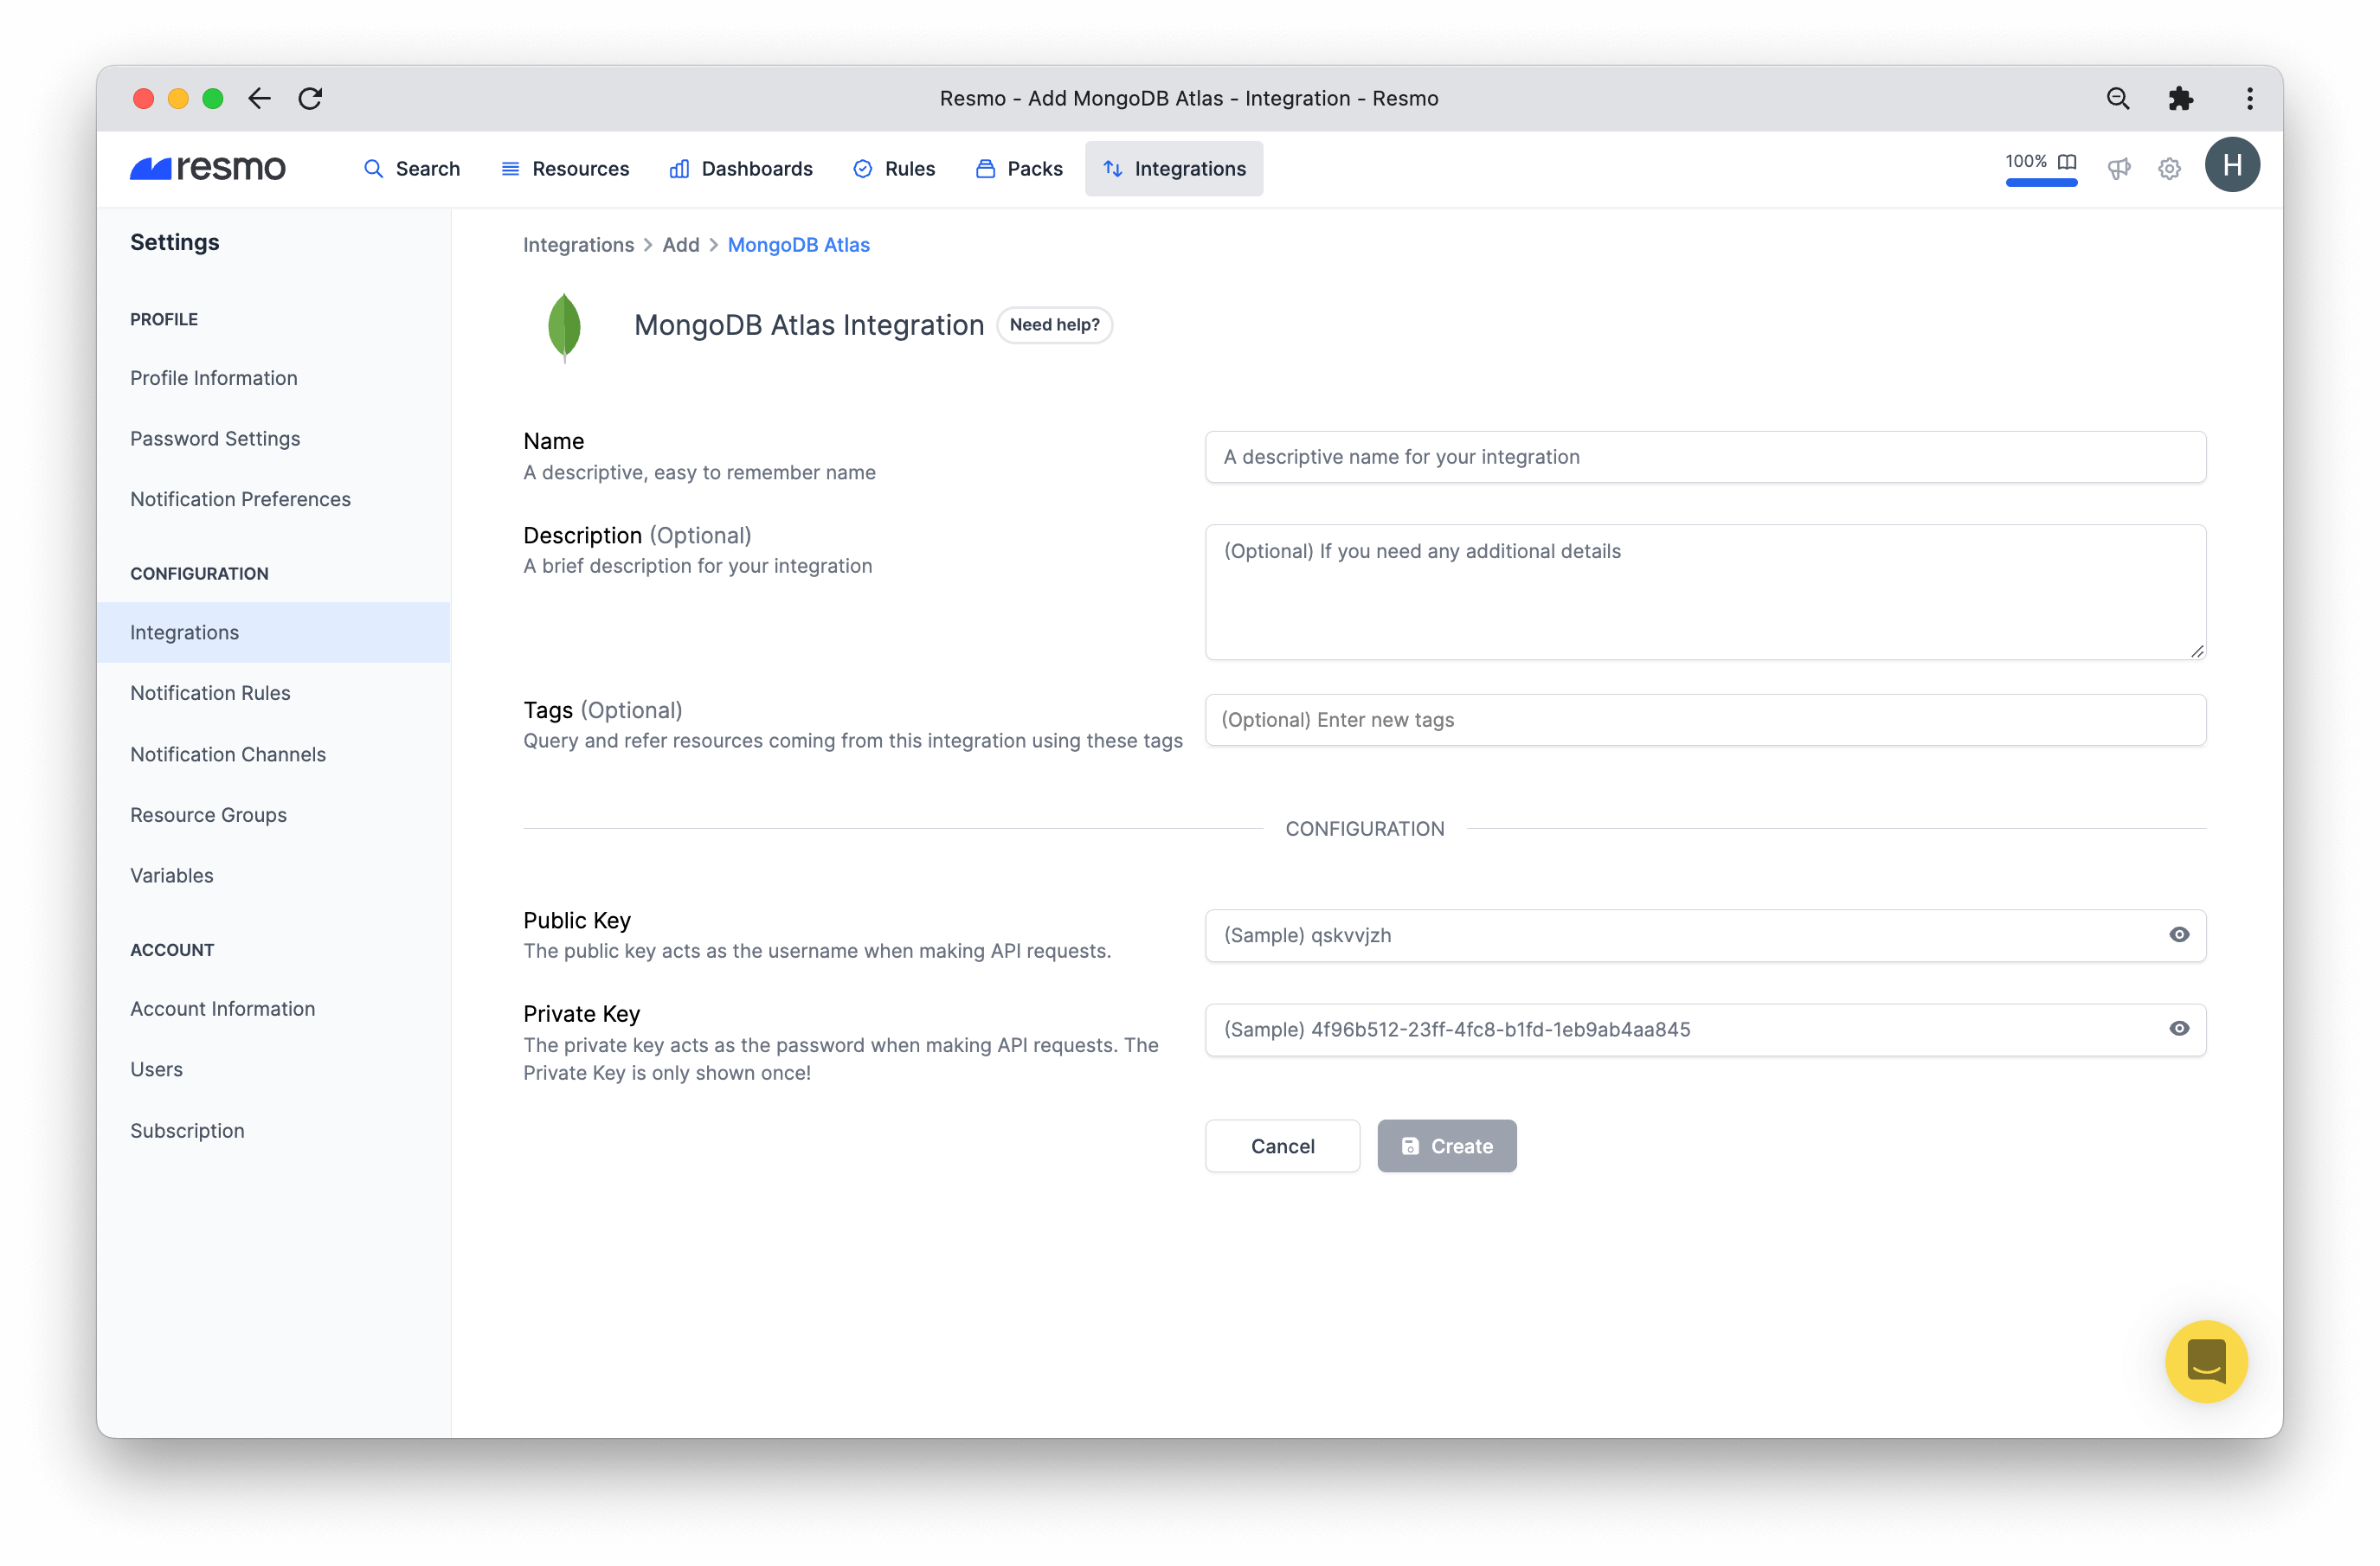 Resmo - Add MongoDB Atlas - Integration - Resmo
resmo
Search
Resources
Dashboards
Rules
Packs
Integrations
100%
H
Settings
PROFILE
Profile Information
Password Settings
Notification Preferences
CONFIGURATION
Integrations
Notification Rules
Notification Channels
Resource Groups
Variables
ACCOUNT
Account Information
Users
Subscription
Integrations > Add > MongoDB Atlas
MongoDB Atlas Integration Need help?
Name
A descriptive, easy to remember name
A descriptive name for your integration
Description (Optional)
A brief description for your integration
(Optional) If you need any additional details
Tags (Optional)
Query and refer resources coming from this integration using these tags
(Optional) Enter new tags
CONFIGURATION
Public Key
The public key acts as the username when making API requests.
(Sample) qskvvjzh
Private Key
The private key acts as the password when making API requests. The
Private Key is only shown once!
(Sample) 4f96b512-23ff-4fc8-b1fd-1eb9ab4aa845
Cancel
Create